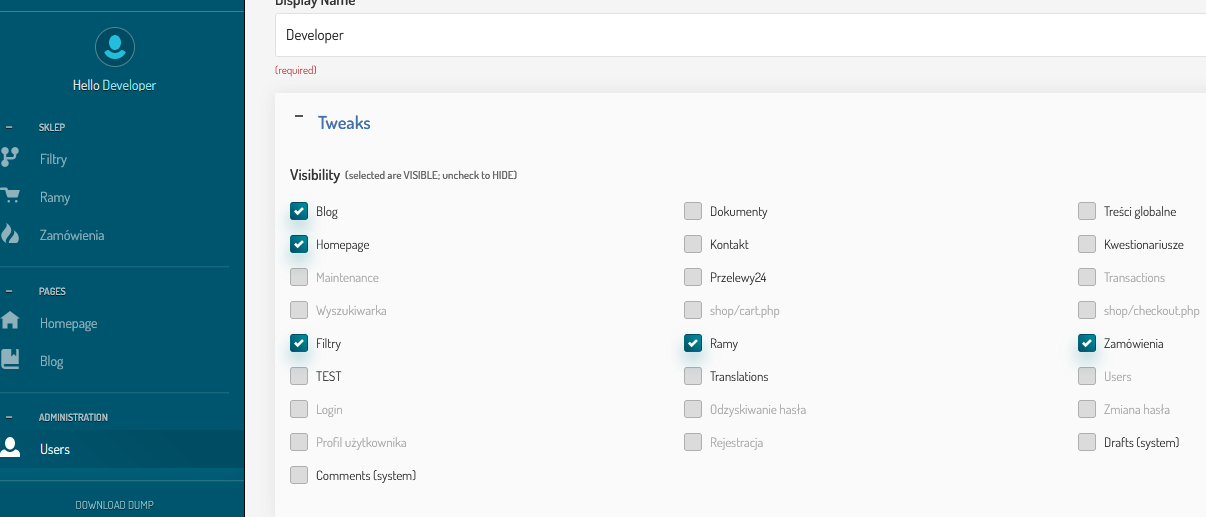 Hello Developer
SKLEP
Filtry
Ramy
Zamówienia
PAGES
Homepage
Blog
ADMINISTRATION
Users
DOWNLOAD DUMP
Display Name
Developer
(required)
Tweaks
Visibility (selected are VISIBLE; uncheck to HIDE)
Blog Dokumenty Treści globalne
Homepage Kontakt Kwestionariusze
Maintenance Przelewy24 Transactions
Wyszukiwarka shop/cart.php shop/checkout.php
Filtry Ramy Zamówienia
TEST Translations Users
Login Odzyskiwanie hasła Zmiana hasła
Profil użytkownika Rejestracja Drafts (system)
Comments (system)